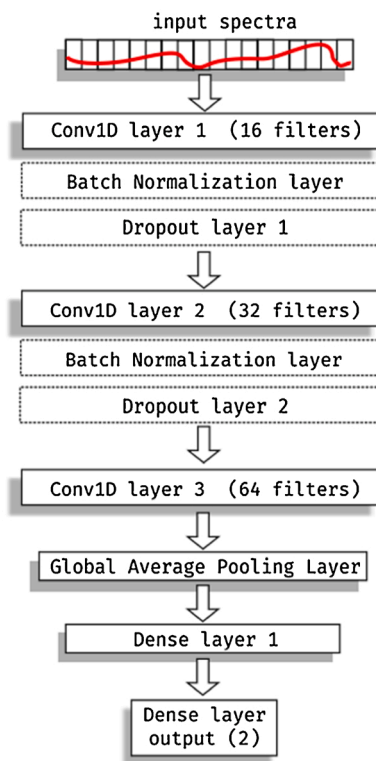 input spectra
Conv1D layer 1 (16 filters)
Batch Normalization layer
Dropout layer 1
Conv1D layer 2 (32 filters)
Batch Normalization layer
Dropout layer 2
Conv1D layer 3 (64 filters)
Global Average Pooling Layer
Dense layer 1
Dense layer
output (2)